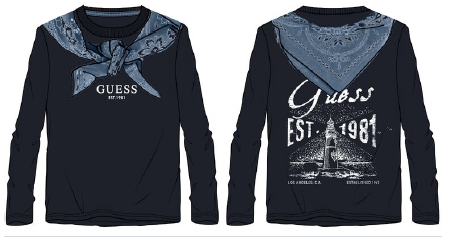 GUESS
EST. 1981
Guess
EST. 1981
LOS ANGELES, C.A.